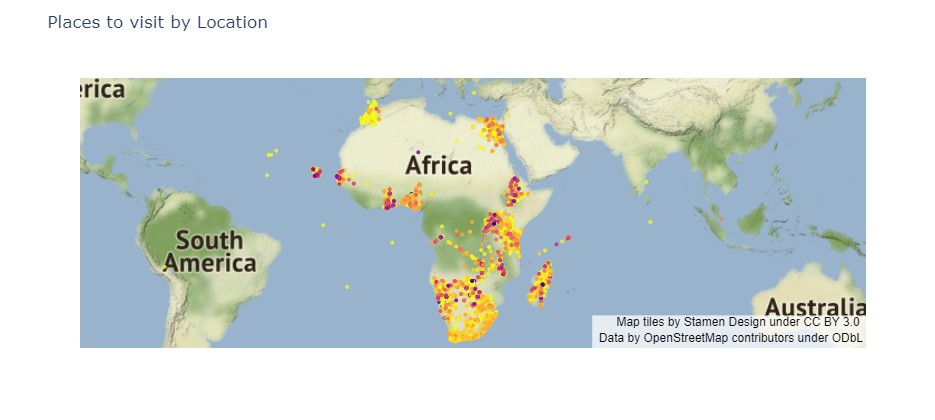 Places to visit by Location
erica
Africa
South
America
Australia
Map tiles by Stamen Design under CC BY 3.0
Data by OpenStreetMap contributors under ODbL